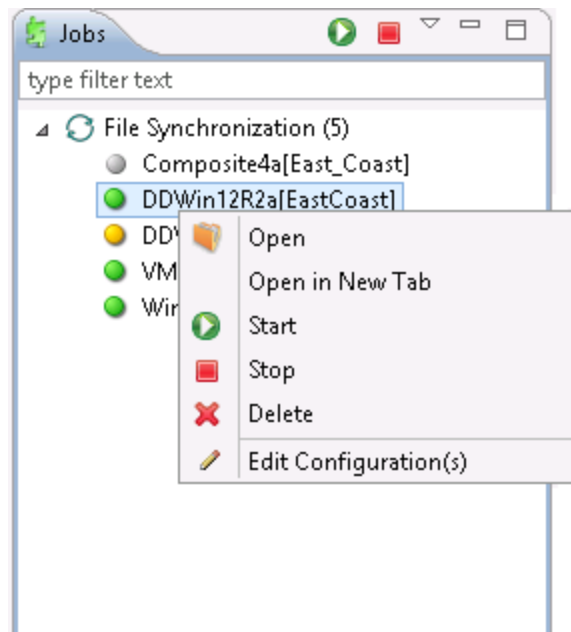 Jobs
type filter text
File Synchronization (5)
Composite4a[East_Coast]
DDWin12R2a[EastCoast]
Open
Open in New Tab
Start
Stop
Delete
Edit Configuration(s)